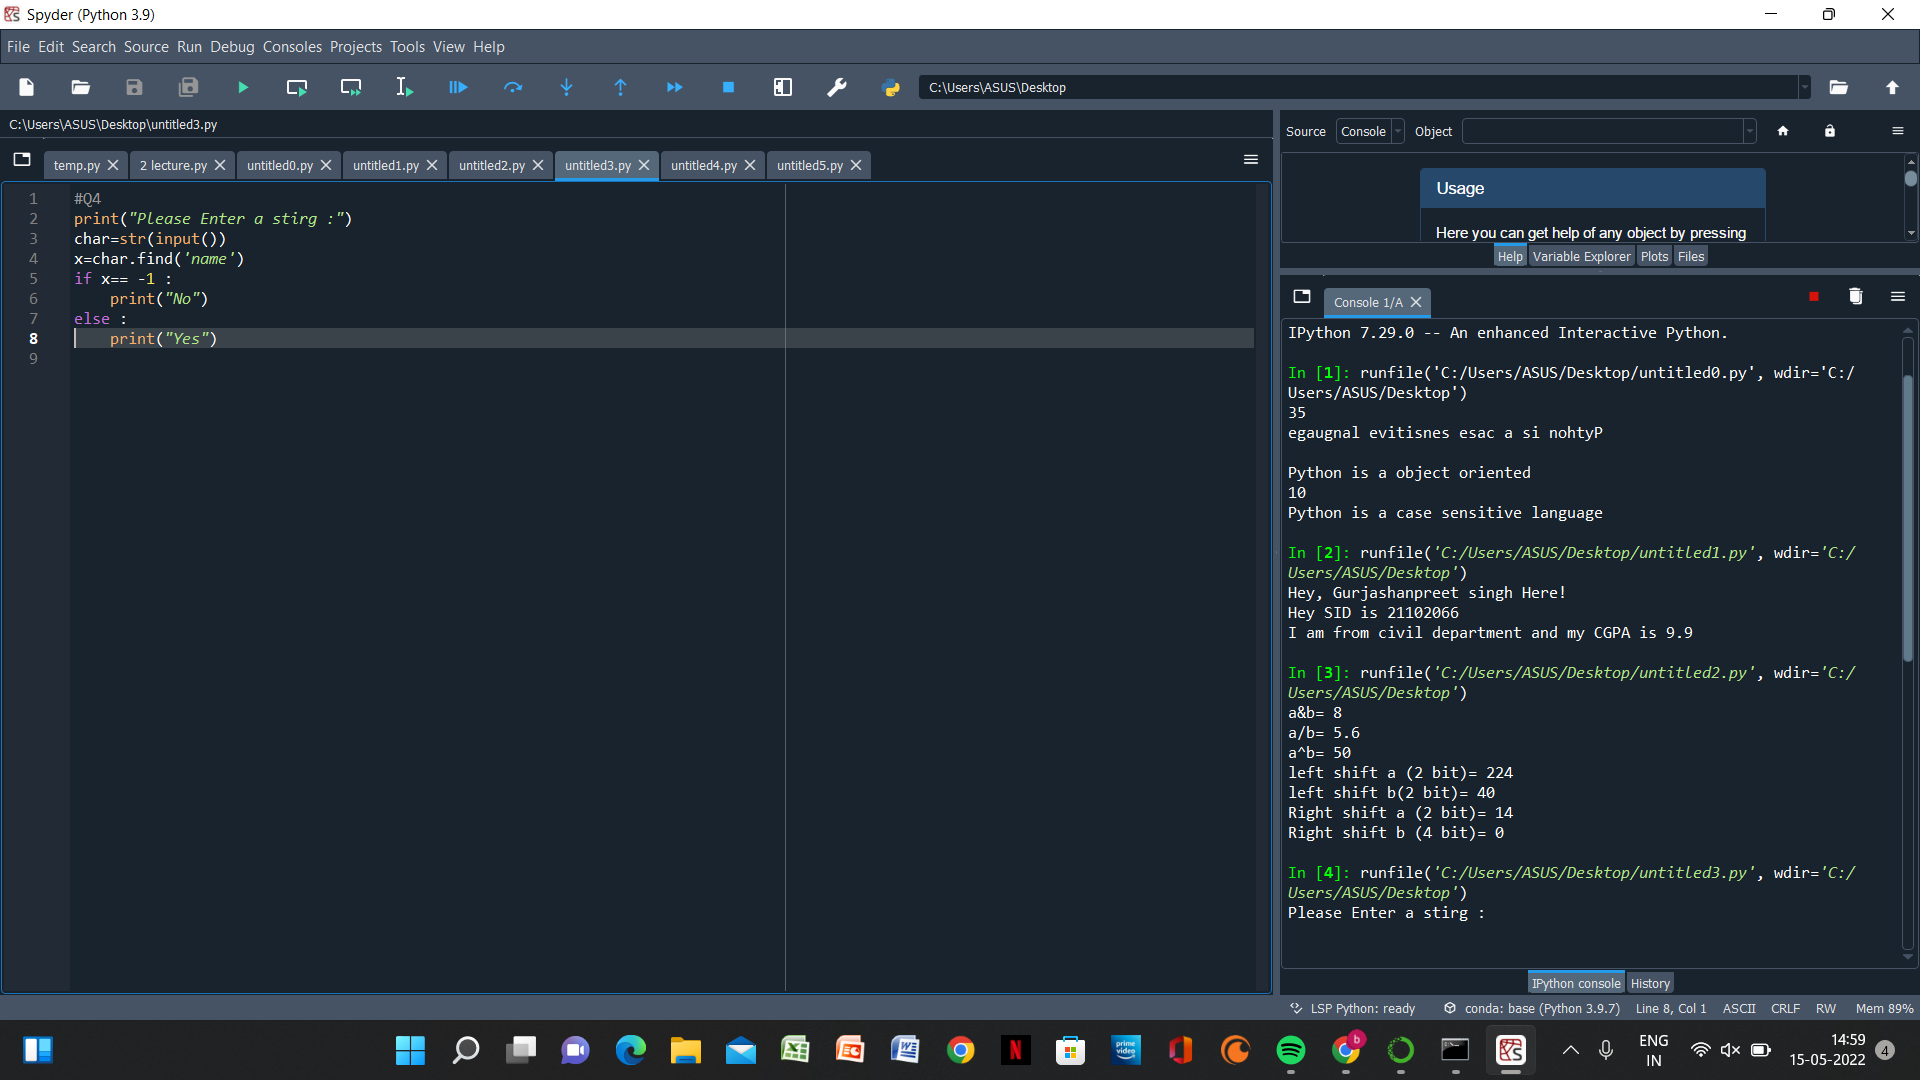 Spyder (Python 3.9)
File Edit Search Source Run Debug Consoles Projects Tools View Help
C:\Users\ASUS\Desktop
C:\Users\ASUS\Desktop\untitled3.py
temp.py 2 lecture.py untitled0.py untitled1.py untitled2.py untitled3.py untitled4.py untitled5.py
1 #Q4
2 print("Please Enter a stirg :")
3 char=str(input())
4 x=char.find('name')
5 if x== -1 :
6     print("No")
7 else :
8     print("Yes")
9
Source Console Object
Usage
Here you can get help of any object by pressing
Help Variable Explorer Plots Files
Console 1/A
IPython 7.29.0 -- An enhanced Interactive Python.
In [1]: runfile('C:/Users/ASUS/Desktop/untitled0.py', wdir='C:/
Users/ASUS/Desktop')
35
egaugnal evitisnes esac a si nohtyP
Python is a object oriented
10
Python is a case sensitive language
In [2]: runfile('C:/Users/ASUS/Desktop/untitled1.py', wdir='C:/
Users/ASUS/Desktop')
Hey, Gurjashanpreet singh Here!
Hey SID is 21102066
I am from civil department and my CGPA is 9.9
In [3]: runfile('C:/Users/ASUS/Desktop/untitled2.py', wdir='C:/
Users/ASUS/Desktop')
a&b= 8
a/b= 5.6
a^b= 50
left shift a (2 bit)= 224
left shift b(2 bit)= 40
Right shift a (2 bit)= 14
Right shift b (4 bit)= 0
In [4]: runfile('C:/Users/ASUS/Desktop/untitled3.py', wdir='C:/
Users/ASUS/Desktop')
Please Enter a stirg :
IPython console History
LSP Python: ready conda: base (Python 3.9.7) Line 8, Col 1 ASCII CRLF RW Mem 89%
prime video
b
ENG
IN
14:59
15-05-2022
4